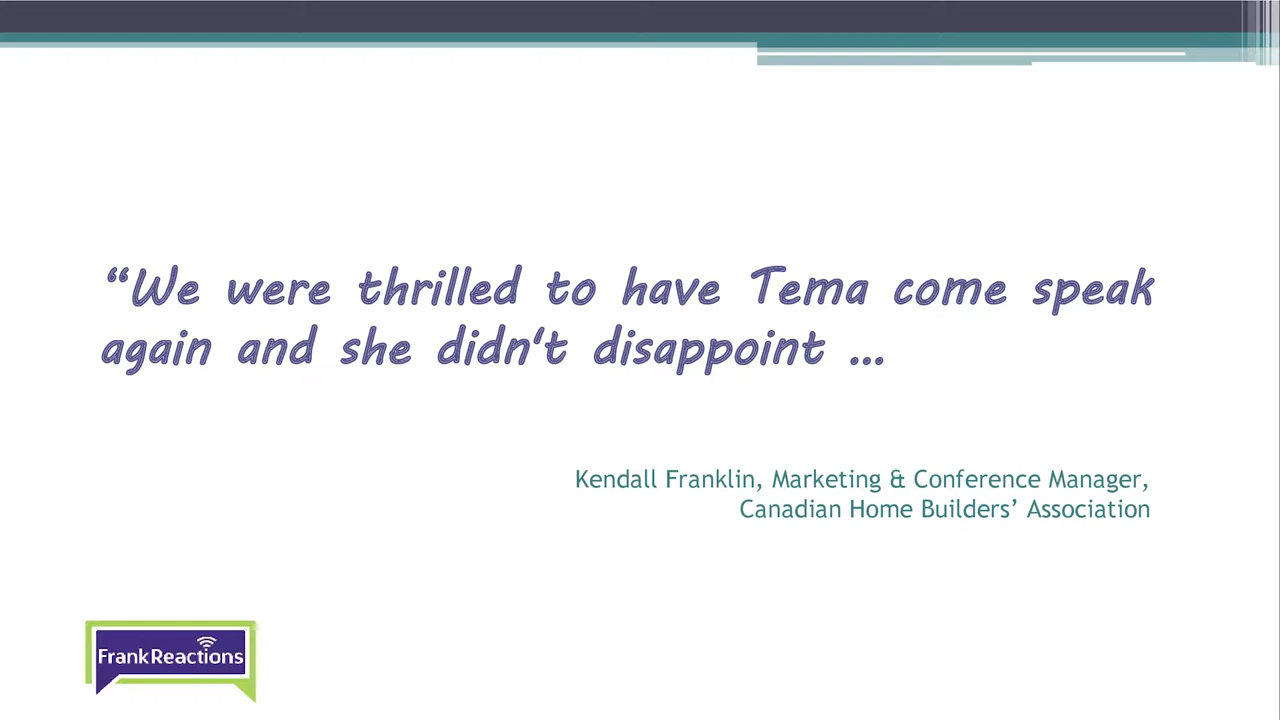 “We were thrilled to have Tema come speak
again and she didn't disappoint ...
Kendall Franklin, Marketing & Conference Manager,
Canadian Home Builders’ Association
FrankReactions